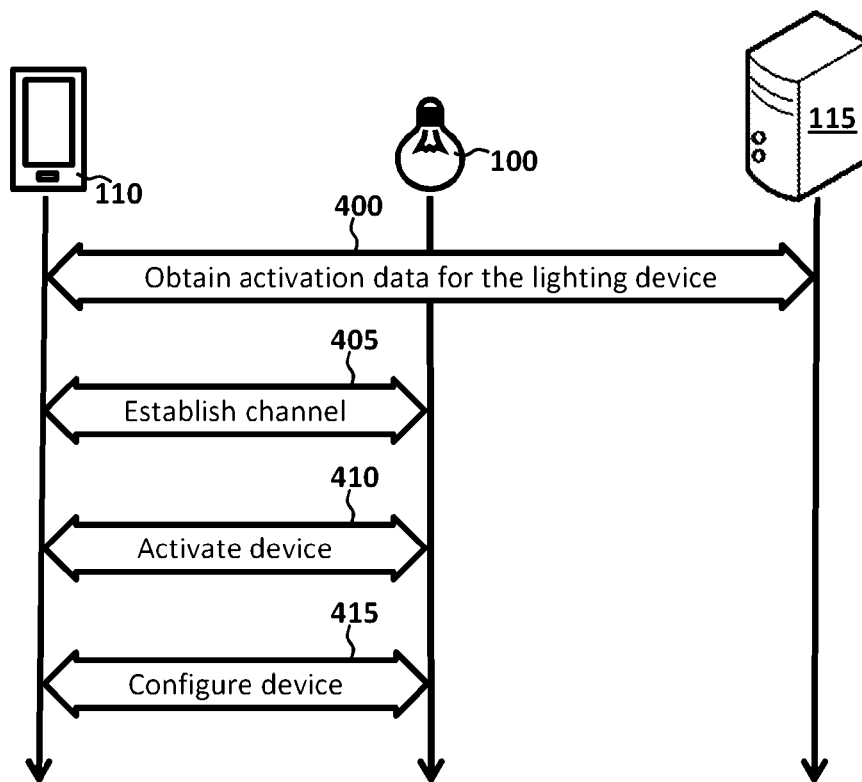 115
100
110
400
Obtain activation data for the lighting device
405
Establish channel
410
Activate device
415
Configure device